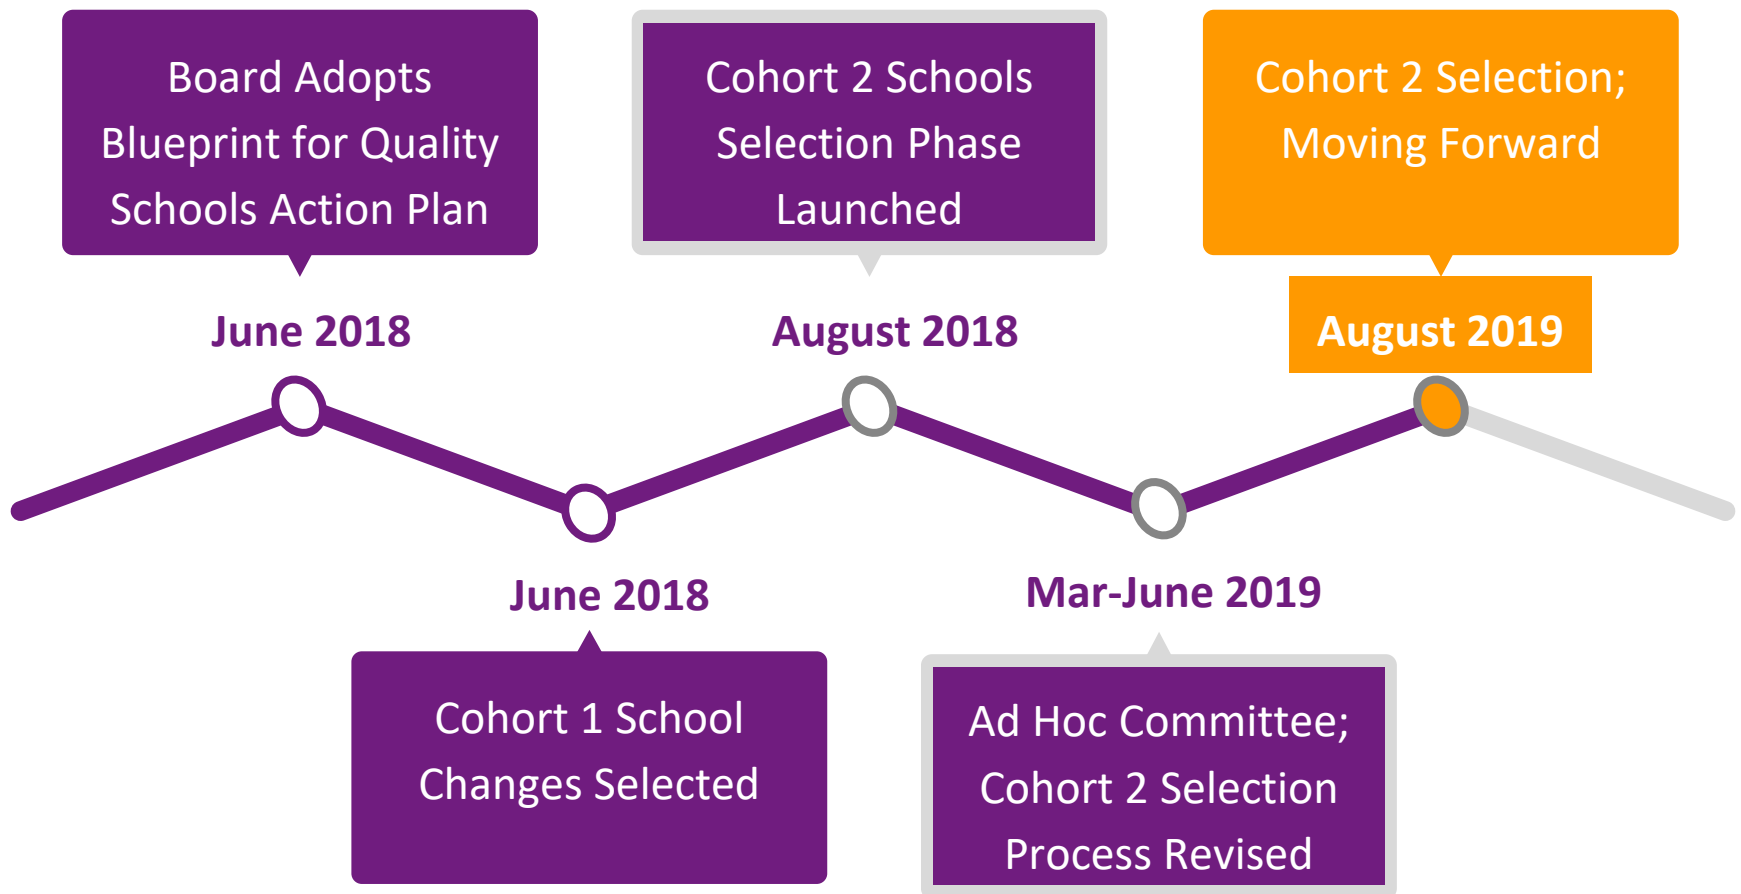 Board Adopts
Blueprint for Quality
Schools Action Plan
June 2018
Cohort 2 Schools
Selection Phase
Launched
August 2018
Cohort 2 Selection;
Moving Forward
August 2019
June 2018
Cohort 1 School
Changes Selected
Mar-June 2019
Ad Hoc Committee;
Cohort 2 Selection
Process Revised